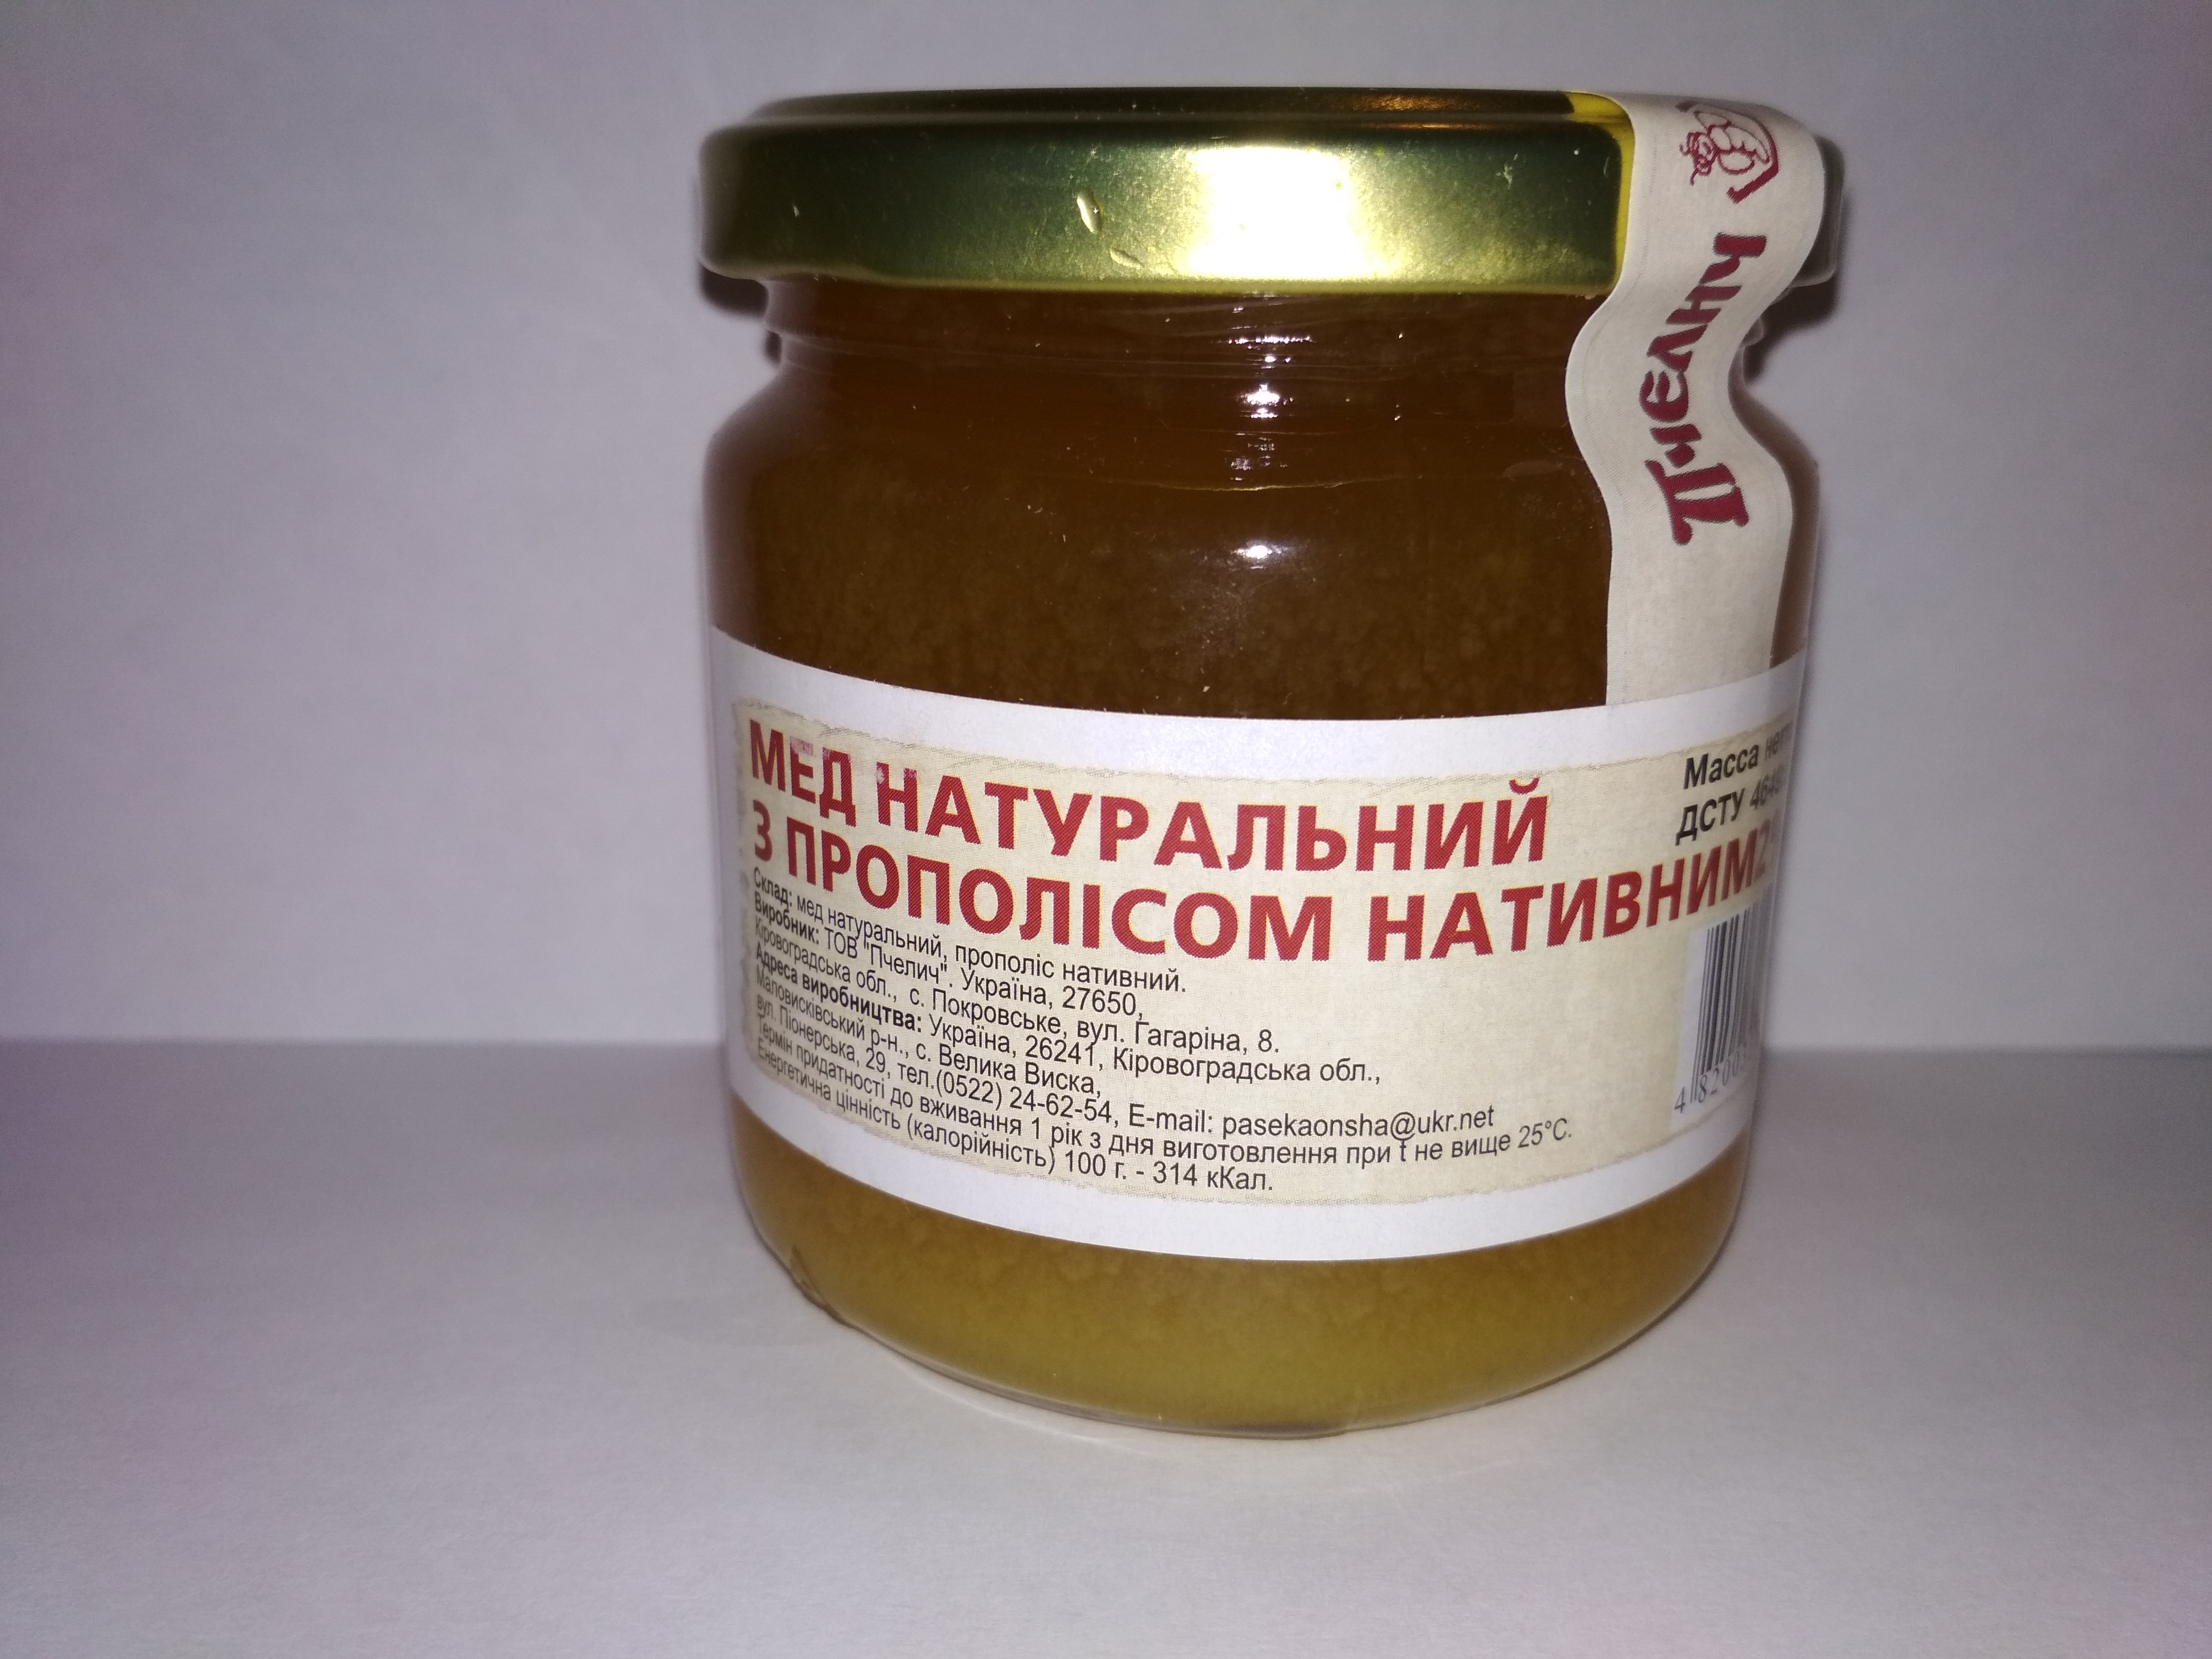 Пчелич
МЕД НАТУРАЛЬНИЙ
З ПРОПОЛІСОМ НАТИВНИМ
Масса
ДСТУ
Склад: мед натуральний, прополіс нативний.
Виробник: ТОВ "Пчелич". Україна, 27650,
Кіровоградська обл., с. Покровське, вул. Гагаріна, 8.
Адреса виробництва: Україна, 26241, Кіровоградська обл.,
Маловисківський р-н., с. Велика Виска,
вул. Піонерська, 29, тел.(0522) 24-62-54, E-mail: pasekaonsha@ukr.net
Термін придатності до вживання 1 рік з дня виготовлення при t не вище 25°С.
Енергетична цінність (калорійність) 100 г. - 314 кКал.